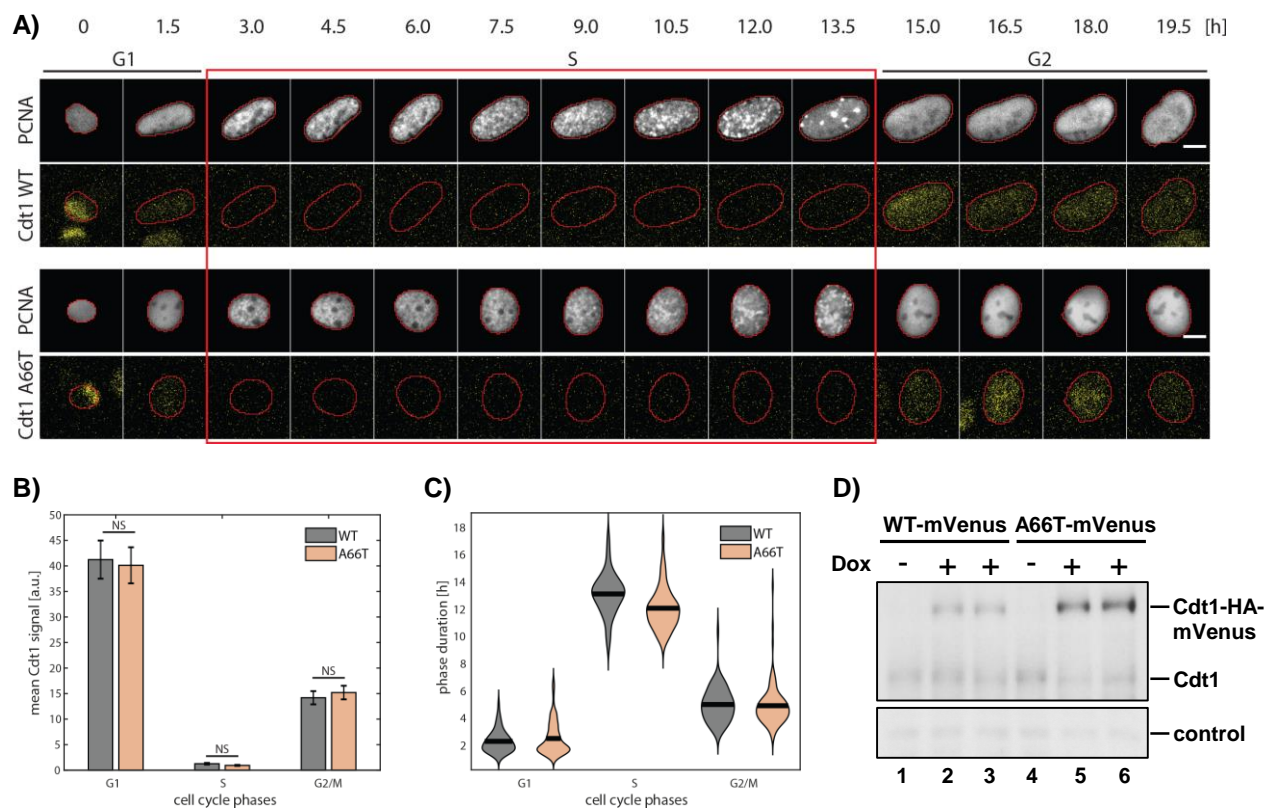 A)
0 1.5 3.0 4.5 6.0 7.5 9.0 10.5 12.0 13.5 15.0 16.5 18.0 19.5 [h]
G1 S G2
PCNA
Cdt1 WT
PCNA
Cdt1 A66T
B)
mean Cdt1 signal [a.u.]
50
45
40
35
30
25
20
15
10
5
0
NS
NS
NS
WT
A66T
G1 S G2/M
cell cycle phases
C)
phase duration [h]
18
16
14
12
10
8
6
4
2
WT
A66T
G1 S G2/M
cell cycle phases
D)
WT-mVenus A66T-mVenus
Dox - + + - + +
Cdt1-HA-
mVenus
Cdt1
control
1 2 3 4 5 6